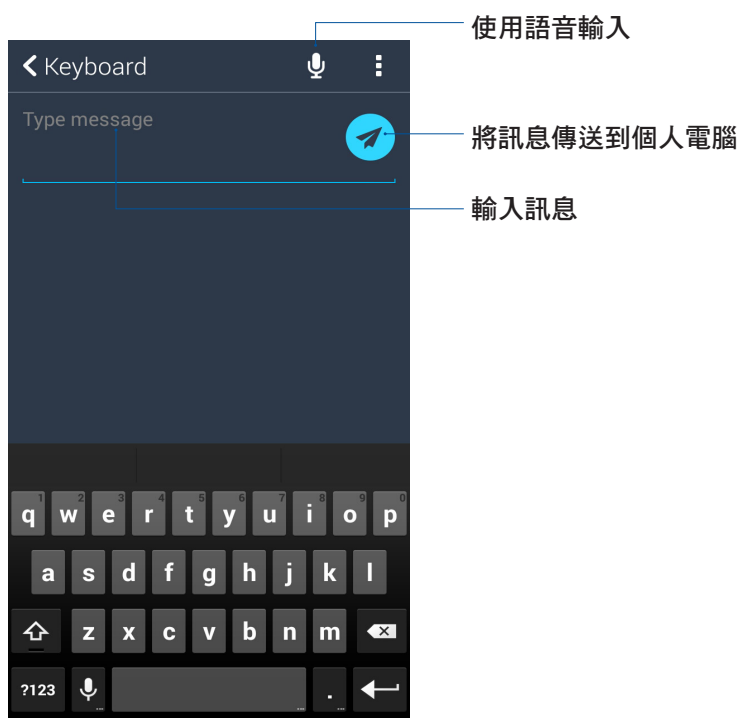 使用語音輸入
Keyboard
Type message
將訊息傳送到個人電腦
輸入訊息
1 2 3 4 5 6 7 8 9 0
q w e r t y u i o p
a s d f g h j k l
z x c v b n m
?123 .